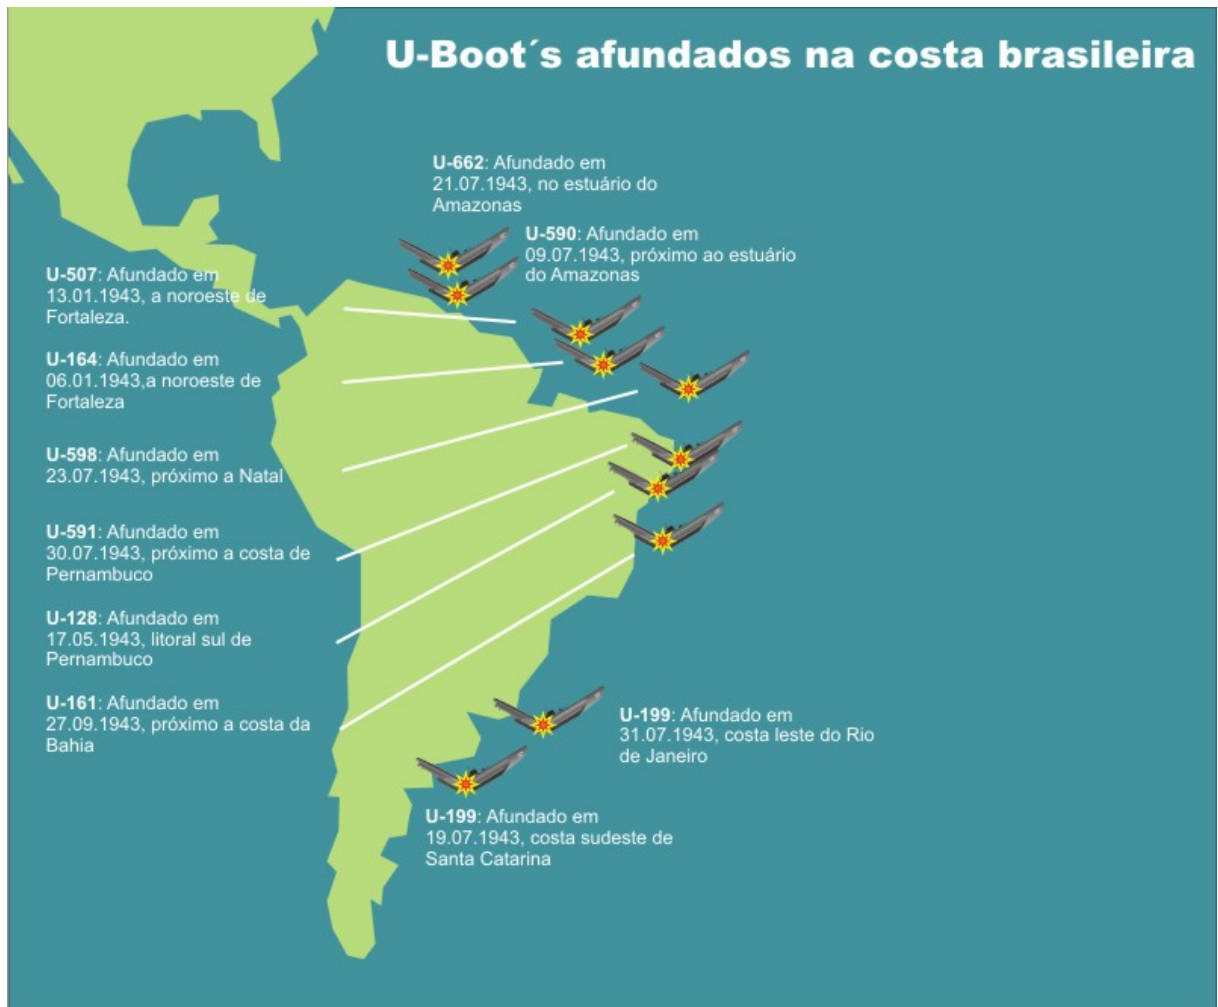 U-Boot´s afundados na costa brasileira
U-662: Afundado em
21.07.1943, no estuário do
Amazonas
U-590: Afundado em
09.07.1943, próximo ao estuário
do Amazonas
U-507: Afundado em
13.01.1943, a noroeste de
Fortaleza.
U-164: Afundado em
06.01.1943,a noroeste de
Fortaleza
U-598: Afundado em
23.07.1943, próximo a Natal
U-591: Afundado em
30.07.1943, próximo a costa de
Pernambuco
U-128: Afundado em
17.05.1943, litoral sul de
Pernambuco
U-161: Afundado em
27.09.1943, próximo a costa da
Bahia
U-199: Afundado em
31.07.1943, costa leste do Rio
de Janeiro
U-199: Afundado em
19.07.1943, costa sudeste de
Santa Catarina